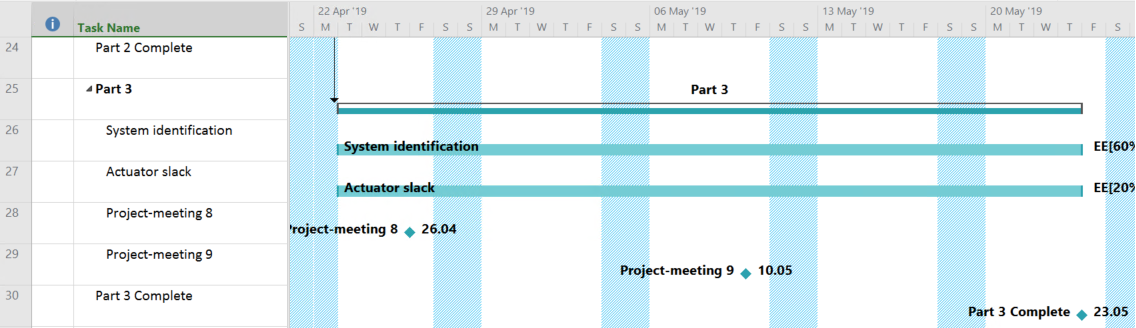 22 Apr '19 29 Apr '19 06 May '19 13 May '19 20 May '19
Task Name S M T W T F S S M T W T F S S M T W T F S S M T W T F S S M T W T F S
24 Part 2 Complete
25 Part 3 Part 3
26 System identification System identification EE[60%
27 Actuator slack Actuator slack EE[20%
28 Project-meeting 8 Project-meeting 8 26.04
29 Project-meeting 9 Project-meeting 9 10.05
30 Part 3 Complete Part 3 Complete 23.05